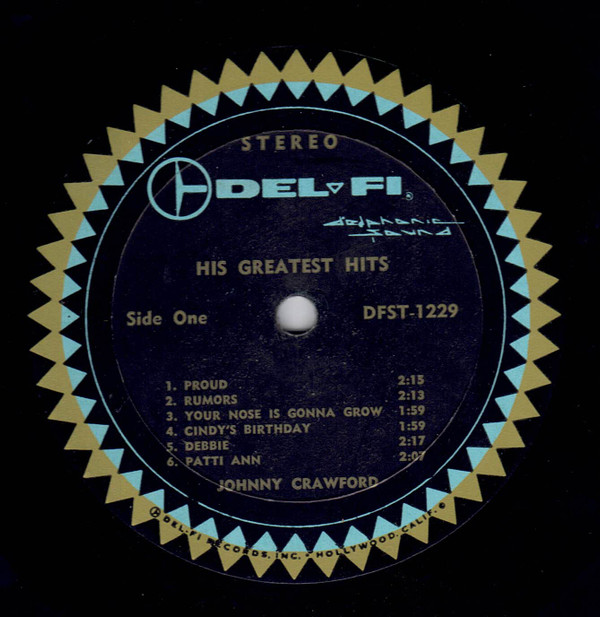 STEREO
DEL-FI ®
delphonic
sound
HIS GREATEST HITS
Side One
DFST-1229
1. PROUD 2:15
2. RUMORS 2:13
3. YOUR NOSE IS GONNA GROW 1:59
4. CINDY'S BIRTHDAY 1:59
5. DEBBIE 2:17
6. PATTI ANN 2:07
JOHNNY CRAWFORD
DEL-FI RECORDS, INC. • HOLLYWOOD CALIF. ©